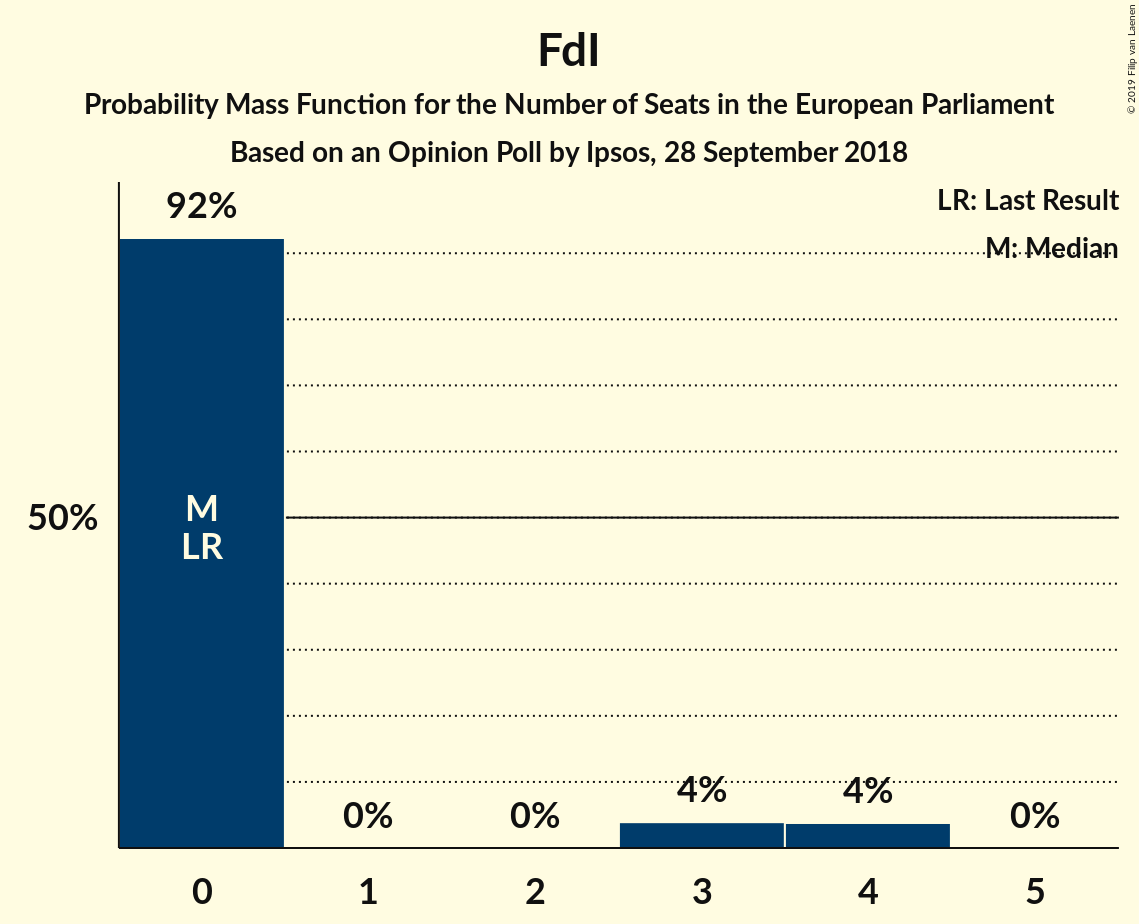 FdI
Probability Mass Function for the Number of Seats in the European Parliament
Based on an Opinion Poll by Ipsos, 28 September 2018
© 2019 Filip van Laenen
LR: Last Result
M: Median
92%
50%
M
LR
0%
0%
4%
4%
0%
0
1
2
3
4
5